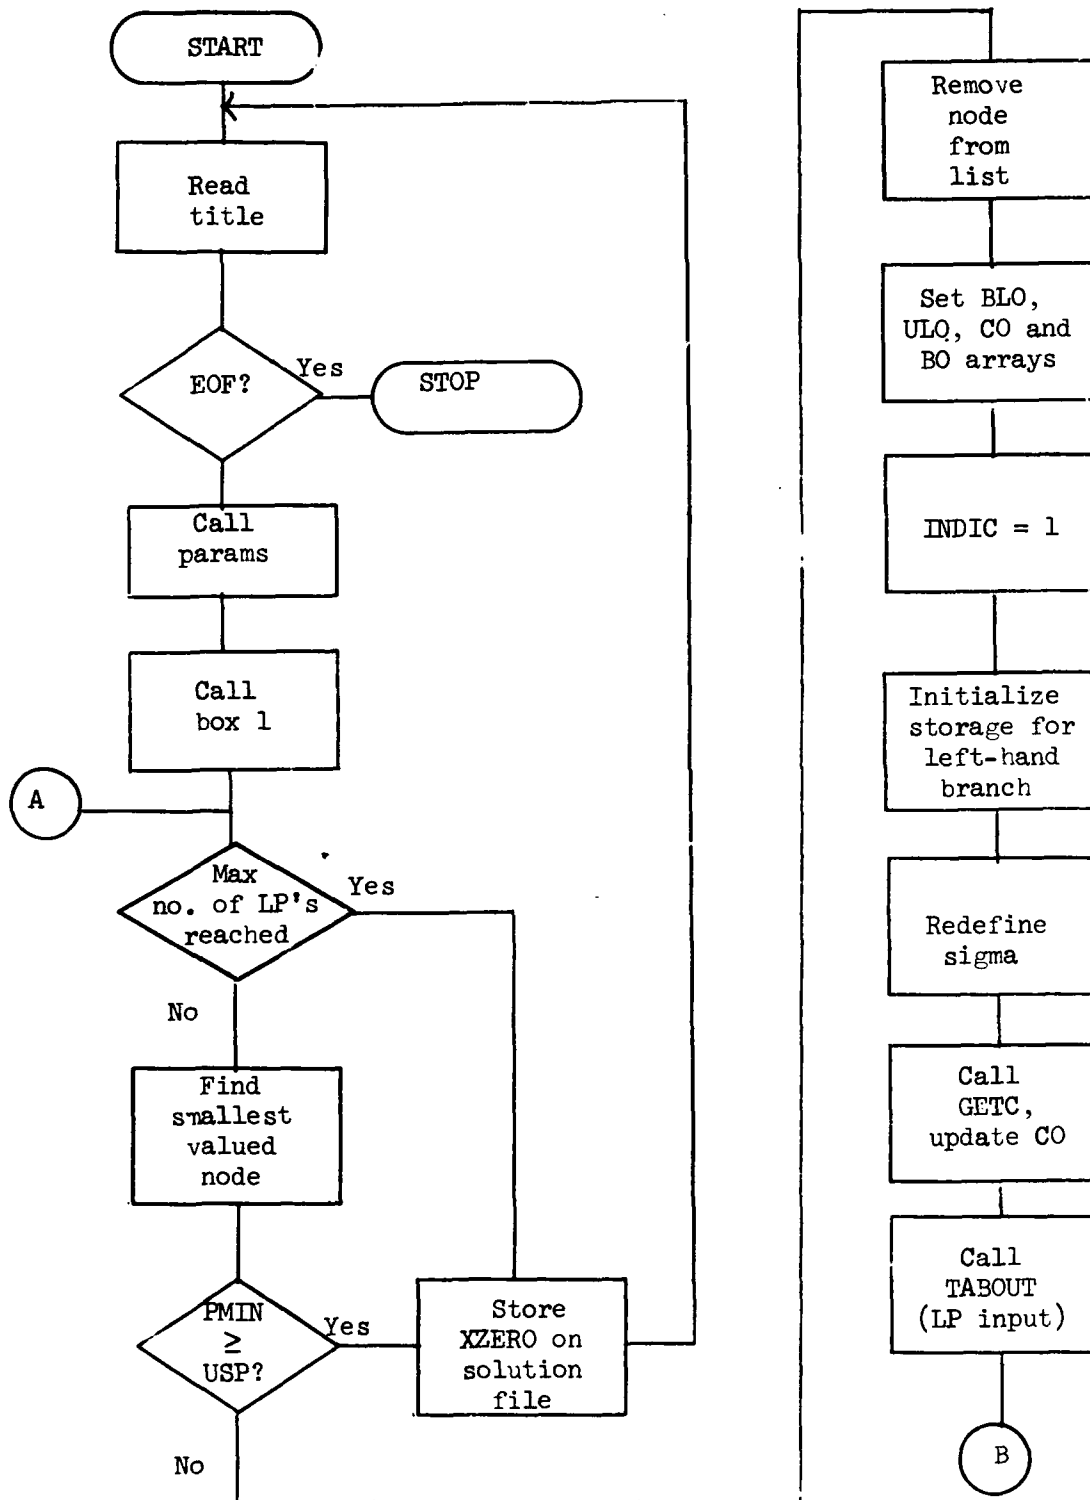 START
Read
title
EOF?
Yes
STOP
Call
params
Call
box 1
A
Max
no. of LP's
reached
Yes
No
Find
smallest
valued
node
PMIN
≥
USP?
Yes
No
Store
XZERO on
solution
file
Remove
node
from
list
Set BLO,
ULO, CO and
BO arrays
INDIC = 1
Initialize
storage for
left-hand
branch
Redefine
sigma
Call
GETC,
update CO
Call
TABOUT
(LP input)
B